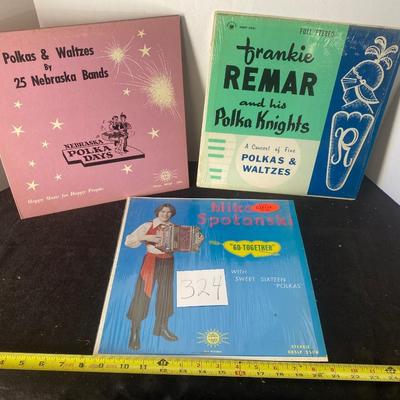 Polkas & Waltzes
By
25 Nebraska Bands
NEBRASKA
POLKA
DAYS
Happy Music for Happy People
FULL STEREO
frankie
REMAR
and his
Polka Knights
A Concert of Fine
POLKAS &
WALTZES
R
Mike
Spotanski
"GO-TOGETHER"
WITH
"SWEET SIXTEEN
POLKAS"
324
STEREO